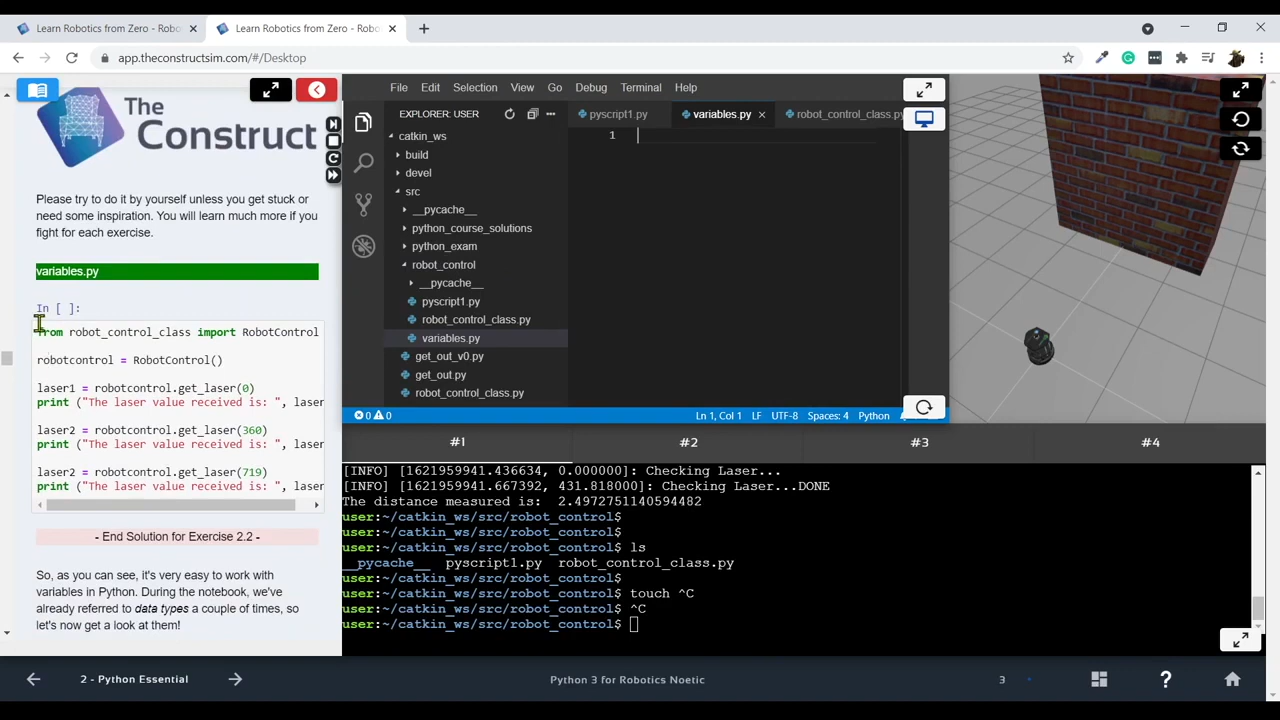 Learn Robotics from Zero - Robo
Learn Robotics from Zero - Robo
app.theconstructsim.com/#/Desktop
The
Construct
Please try to do it by yourself unless you get stuck or
need some inspiration. You will learn much more if you
fight for each exercise.
variables.py
In [ ]:
from robot_control_class import RobotControl
robotcontrol = RobotControl()
laser1 = robotcontrol.get_laser(0)
print ("The laser value received is: ", laser
laser2 = robotcontrol.get_laser(360)
print ("The laser value received is: ", laser
laser2 = robotcontrol.get_laser(719)
print ("The laser value received is: ", laser
- End Solution for Exercise 2.2 -
So, as you can see, it's very easy to work with
variables in Python. During the notebook, we've
already referred to data types a couple of times, so
let's now get a look at them!
File Edit Selection View Go Debug Terminal Help
EXPLORER: USER
catkin_ws
build
devel
src
__pycache__
python_course_solutions
python_exam
robot_control
__pycache__
pyscript1.py
robot_control_class.py
variables.py
get_out_v0.py
get_out.py
robot_control_class.py
pyscript1.py variables.py robot_control_class.py
1
0 0 Ln 1, Col 1 LF UTF-8 Spaces: 4 Python
#1 #2 #3 #4
[INFO] [1621959941.436634, 0.000000]: Checking Laser...
[INFO] [1621959941.667392, 431.818000]: Checking Laser...DONE
The distance measured is:  2.4972751140594482
user:~/catkin_ws/src/robot_control$
user:~/catkin_ws/src/robot_control$
user:~/catkin_ws/src/robot_control$ ls
__pycache__  pyscript1.py  robot_control_class.py
user:~/catkin_ws/src/robot_control$
user:~/catkin_ws/src/robot_control$ touch ^C
user:~/catkin_ws/src/robot_control$ ^C
user:~/catkin_ws/src/robot_control$
2 - Python Essential Python 3 for Robotics Noetic 3 ?